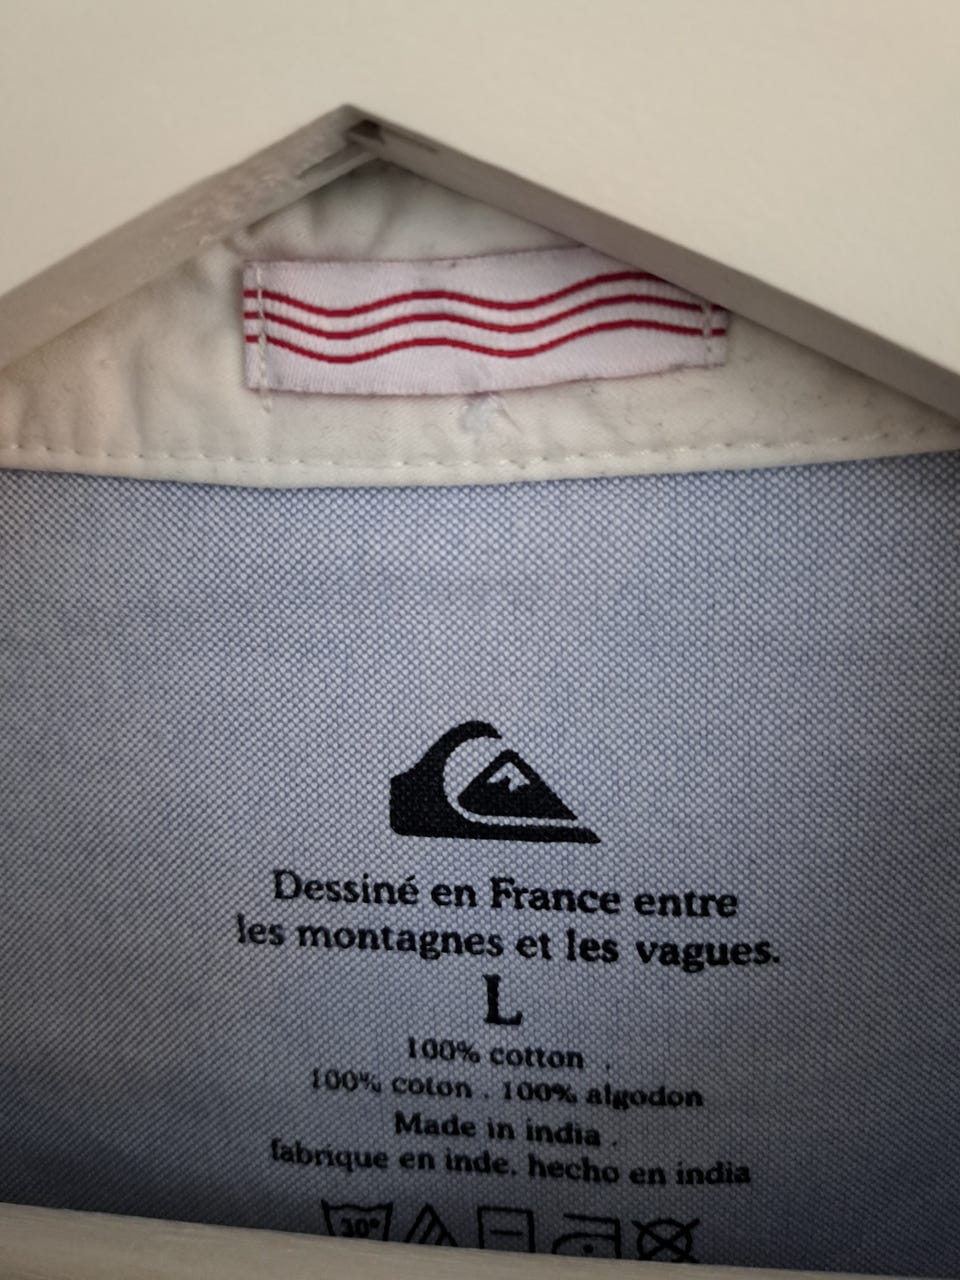 Dessiné en France entre
les montagnes et les vagues.
L
100% cotton .
100% coton . 100% algodon
Made in india .
fabrique en inde. hecho en india
30°